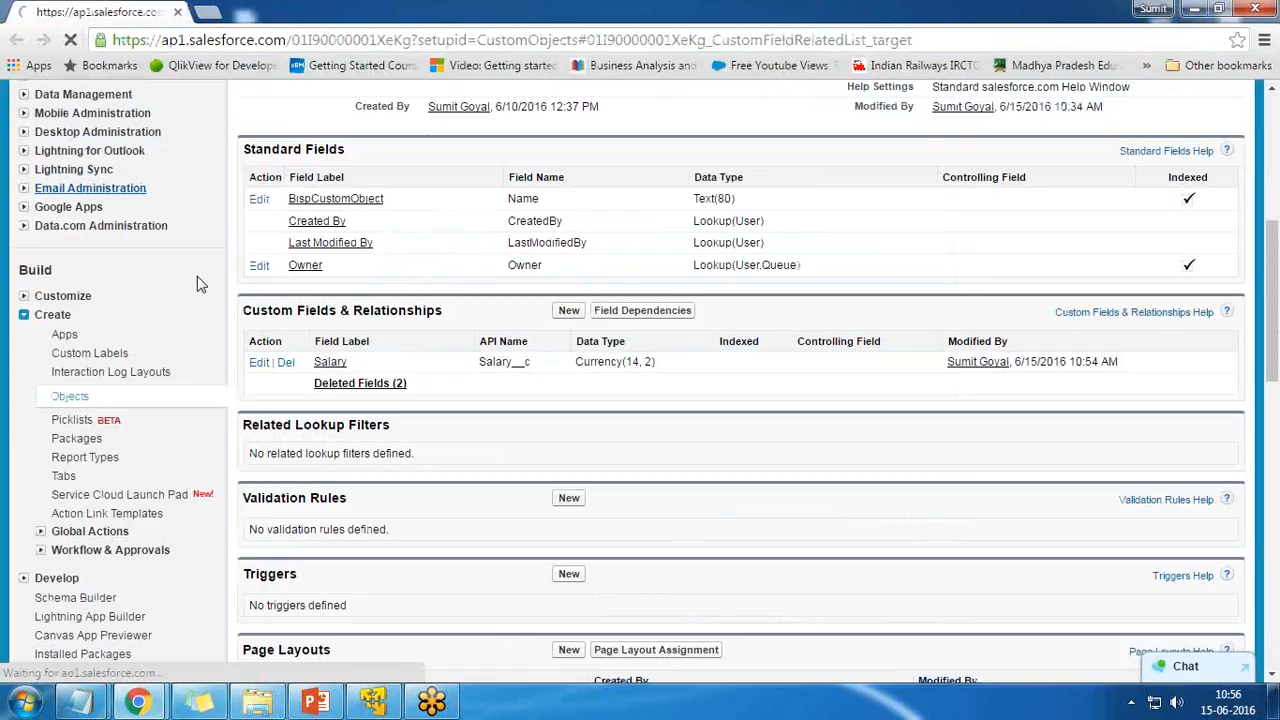 https://ap1.salesforce.com
Sumit
https://ap1.salesforce.com/01I90000001XeKg?setupid=CustomObjects#01I90000001XeKg_CustomFieldRelatedList_target
Apps Bookmarks QlikView for Develope Getting Started Cour Video: Getting starte Business Analysis and Free Youtube Views Indian Railways IRCTC Madhya Pradesh Edu » Other bookmarks
Data Management
Mobile Administration
Desktop Administration
Lightning for Outlook
Lightning Sync
Email Administration
Google Apps
Data.com Administration
Build
Customize
Create
Apps
Custom Labels
Interaction Log Layouts
Objects
Picklists BETA
Packages
Report Types
Tabs
Service Cloud Launch Pad New!
Action Link Templates
Global Actions
Workflow & Approvals
Develop
Schema Builder
Lightning App Builder
Canvas App Previewer
Installed Packages
Help Settings Standard salesforce.com Help Window
Created By Sumit Goyal, 6/10/2016 12:37 PM Modified By Sumit Goyal, 6/15/2016 10:34 AM
Standard Fields Standard Fields Help ?
Action Field Label Field Name Data Type Controlling Field Indexed
Edit BispCustomObject Name Text(80) ✓
Created By CreatedBy Lookup(User)
Last Modified By LastModifiedBy Lookup(User)
Edit Owner Owner Lookup(User,Queue) ✓
Custom Fields & Relationships New Field Dependencies Custom Fields & Relationships Help ?
Action Field Label API Name Data Type Indexed Controlling Field Modified By
Edit | Del Salary Salary__c Currency(14, 2) Sumit Goyal, 6/15/2016 10:54 AM
Deleted Fields (2)
Related Lookup Filters
No related lookup filters defined.
Validation Rules New Validation Rules Help ?
No validation rules defined.
Triggers New Triggers Help ?
No triggers defined
Page Layouts New Page Layout Assignment Page Layouts Help ?
Created By Modified By
Chat
Waiting for ap1.salesforce.com...
10:56
15-06-2016